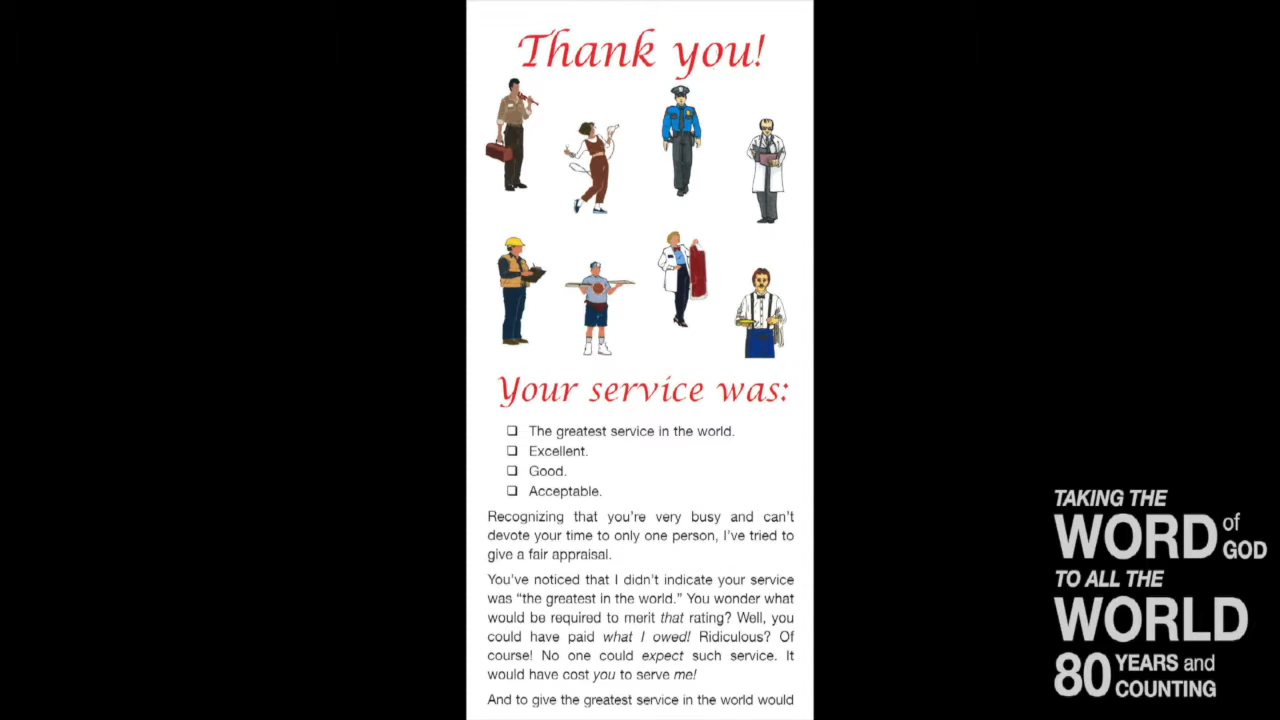 Thank you!
Your service was:
❑ The greatest service in the world.
❑ Excellent.
❑ Good.
❑ Acceptable.
Recognizing that you're very busy and can't
devote your time to only one person, I've tried to
give a fair appraisal.
You've noticed that I didn't indicate your service
was “the greatest in the world.” You wonder what
would be required to merit that rating? Well, you
could have paid what I owed! Ridiculous? Of
course! No one could expect such service. It
would have cost you to serve me!
And to give the greatest service in the world would
TAKING THE
WORD of
GOD
TO ALL THE
WORLD
80 YEARS and
COUNTING